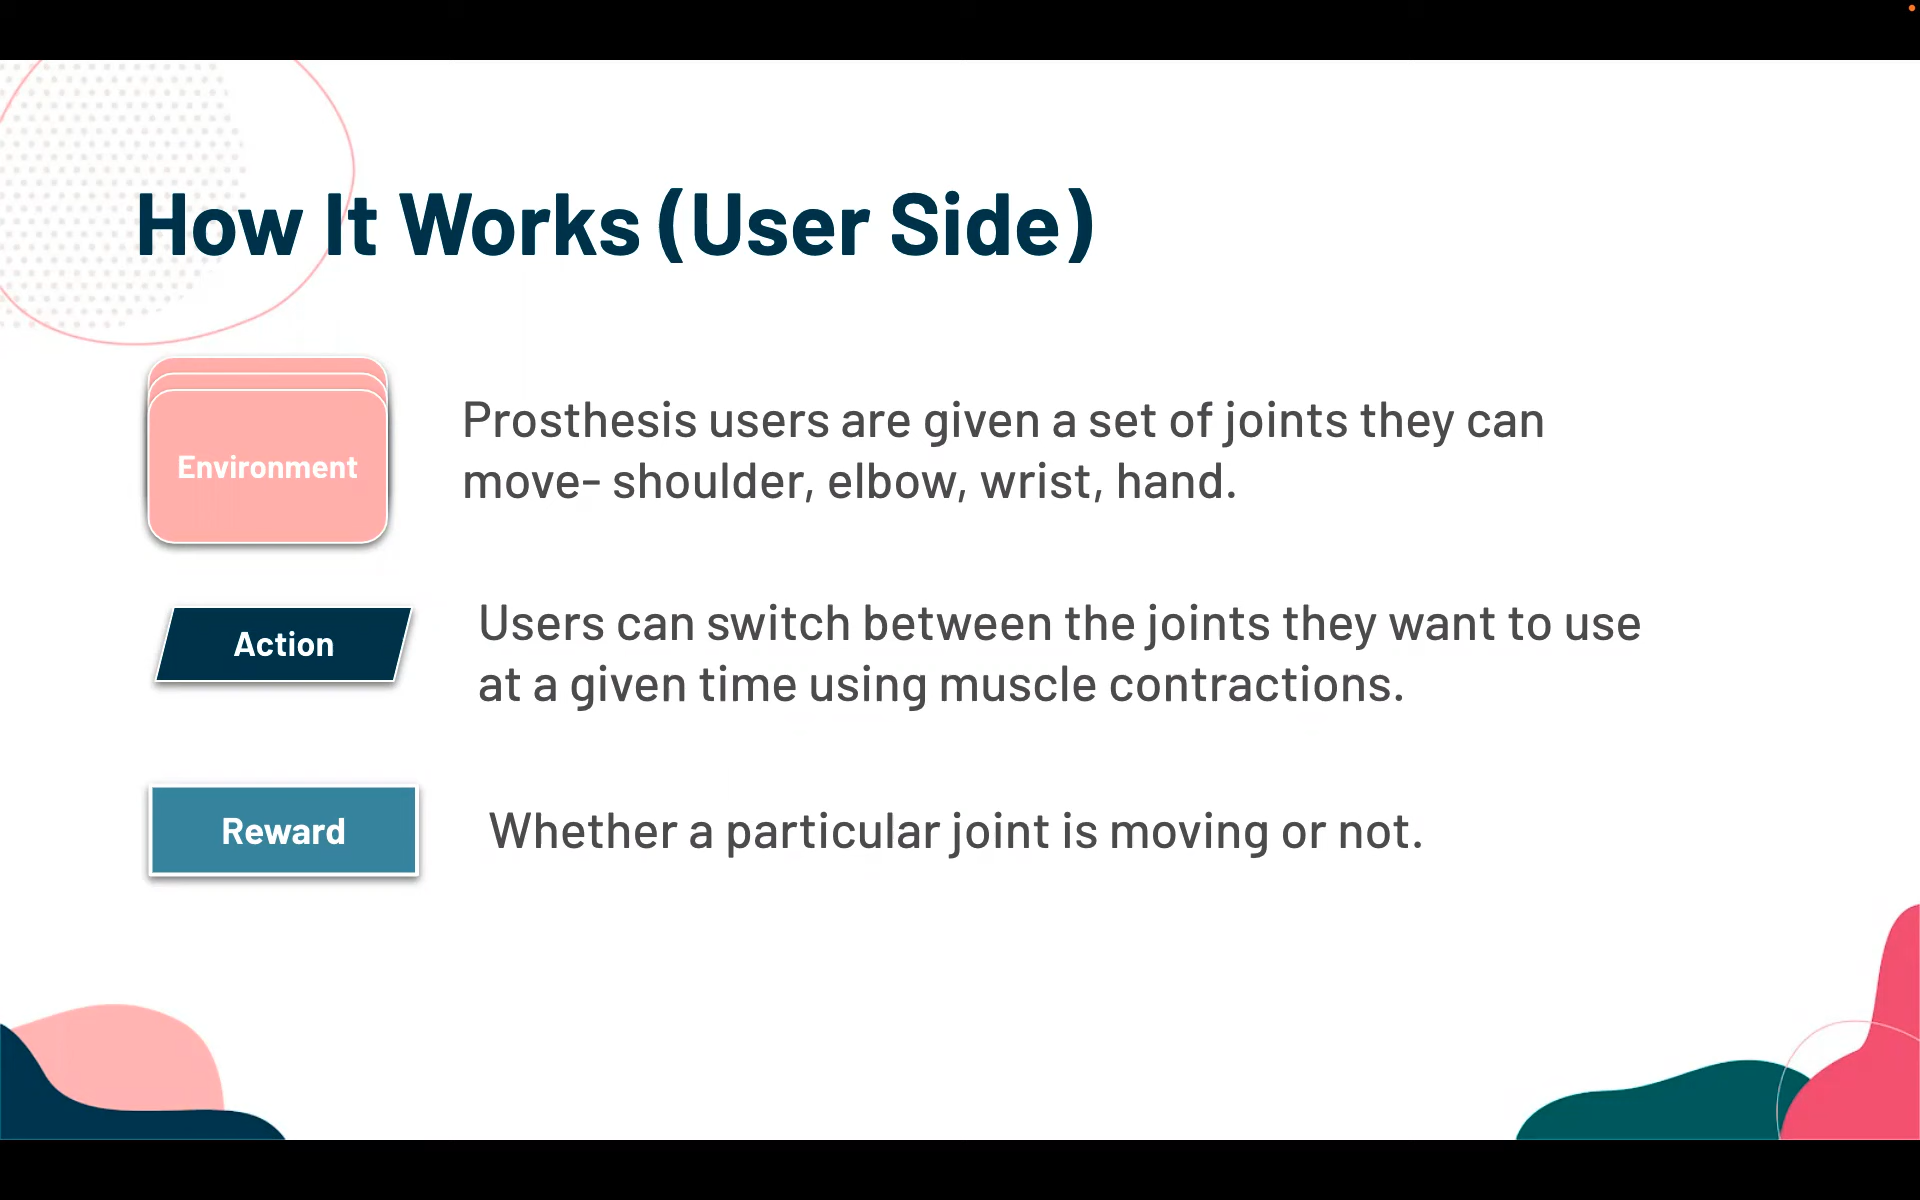 How It Works (User Side)
Environment
Prosthesis users are given a set of joints they can
move- shoulder, elbow, wrist, hand.
Action
Users can switch between the joints they want to use
at a given time using muscle contractions.
Reward
Whether a particular joint is moving or not.